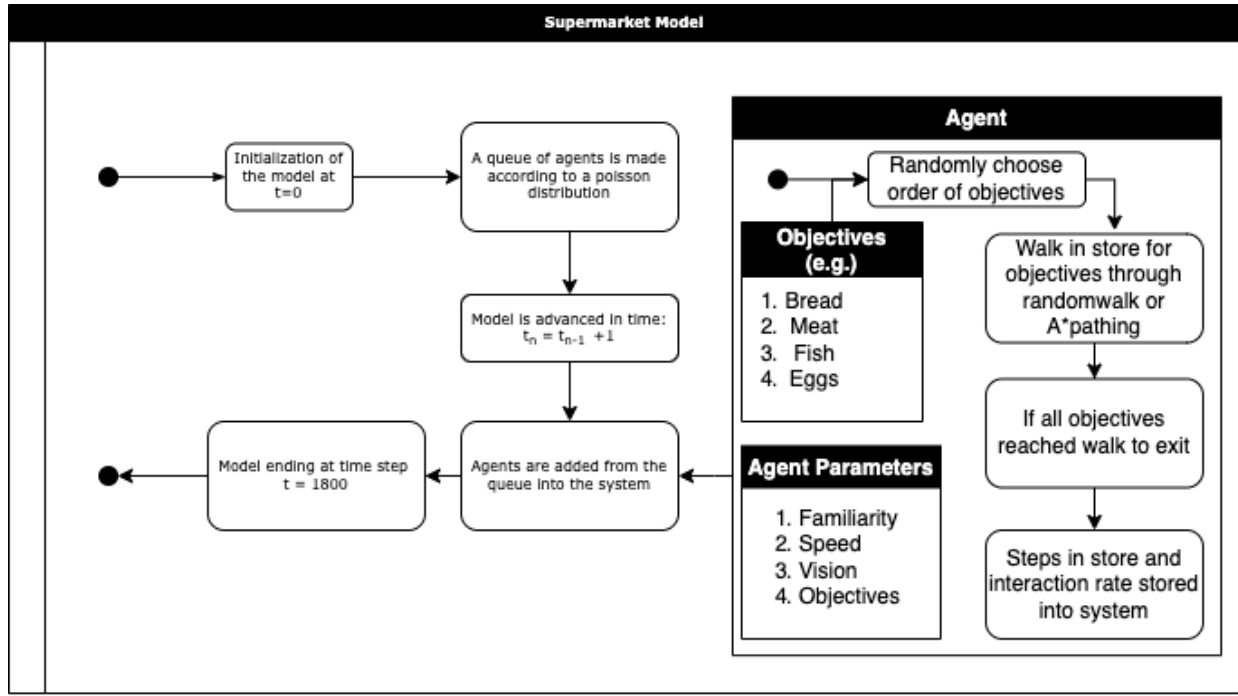 Supermarket Model
Initialization of
the model at
t=0
A queue of agents is made
according to a poisson
distribution
Model is advanced in time:
tn = tn-1 +1
Agents are added from the
queue into the system
Model ending at time step
t = 1800
Agent
Randomly choose
order of objectives
Objectives
(e.g.)
1. Bread
2. Meat
3. Fish
4. Eggs
Walk in store for
objectives through
randomwalk or
A*pathing
If all objectives
reached walk to exit
Steps in store and
interaction rate stored
into system
Agent Parameters
1. Familiarity
2. Speed
3. Vision
4. Objectives